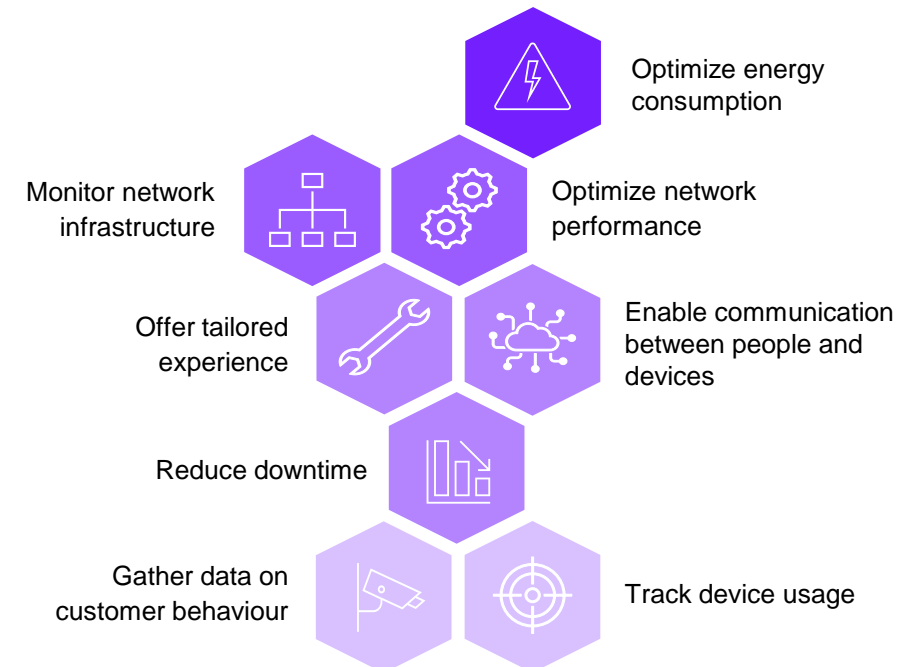 Optimize energy
consumption
Monitor network
infrastructure
Optimize network
performance
Offer tailored
experience
Enable communication
between people and
devices
Reduce downtime
Gather data on
customer behaviour
Track device usage